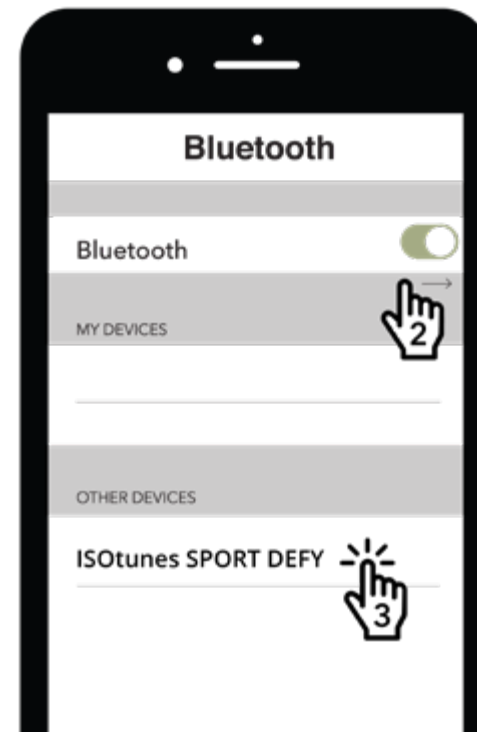 Bluetooth
Bluetooth
2
MY DEVICES
OTHER DEVICES
ISOtunes SPORT DEFY
3